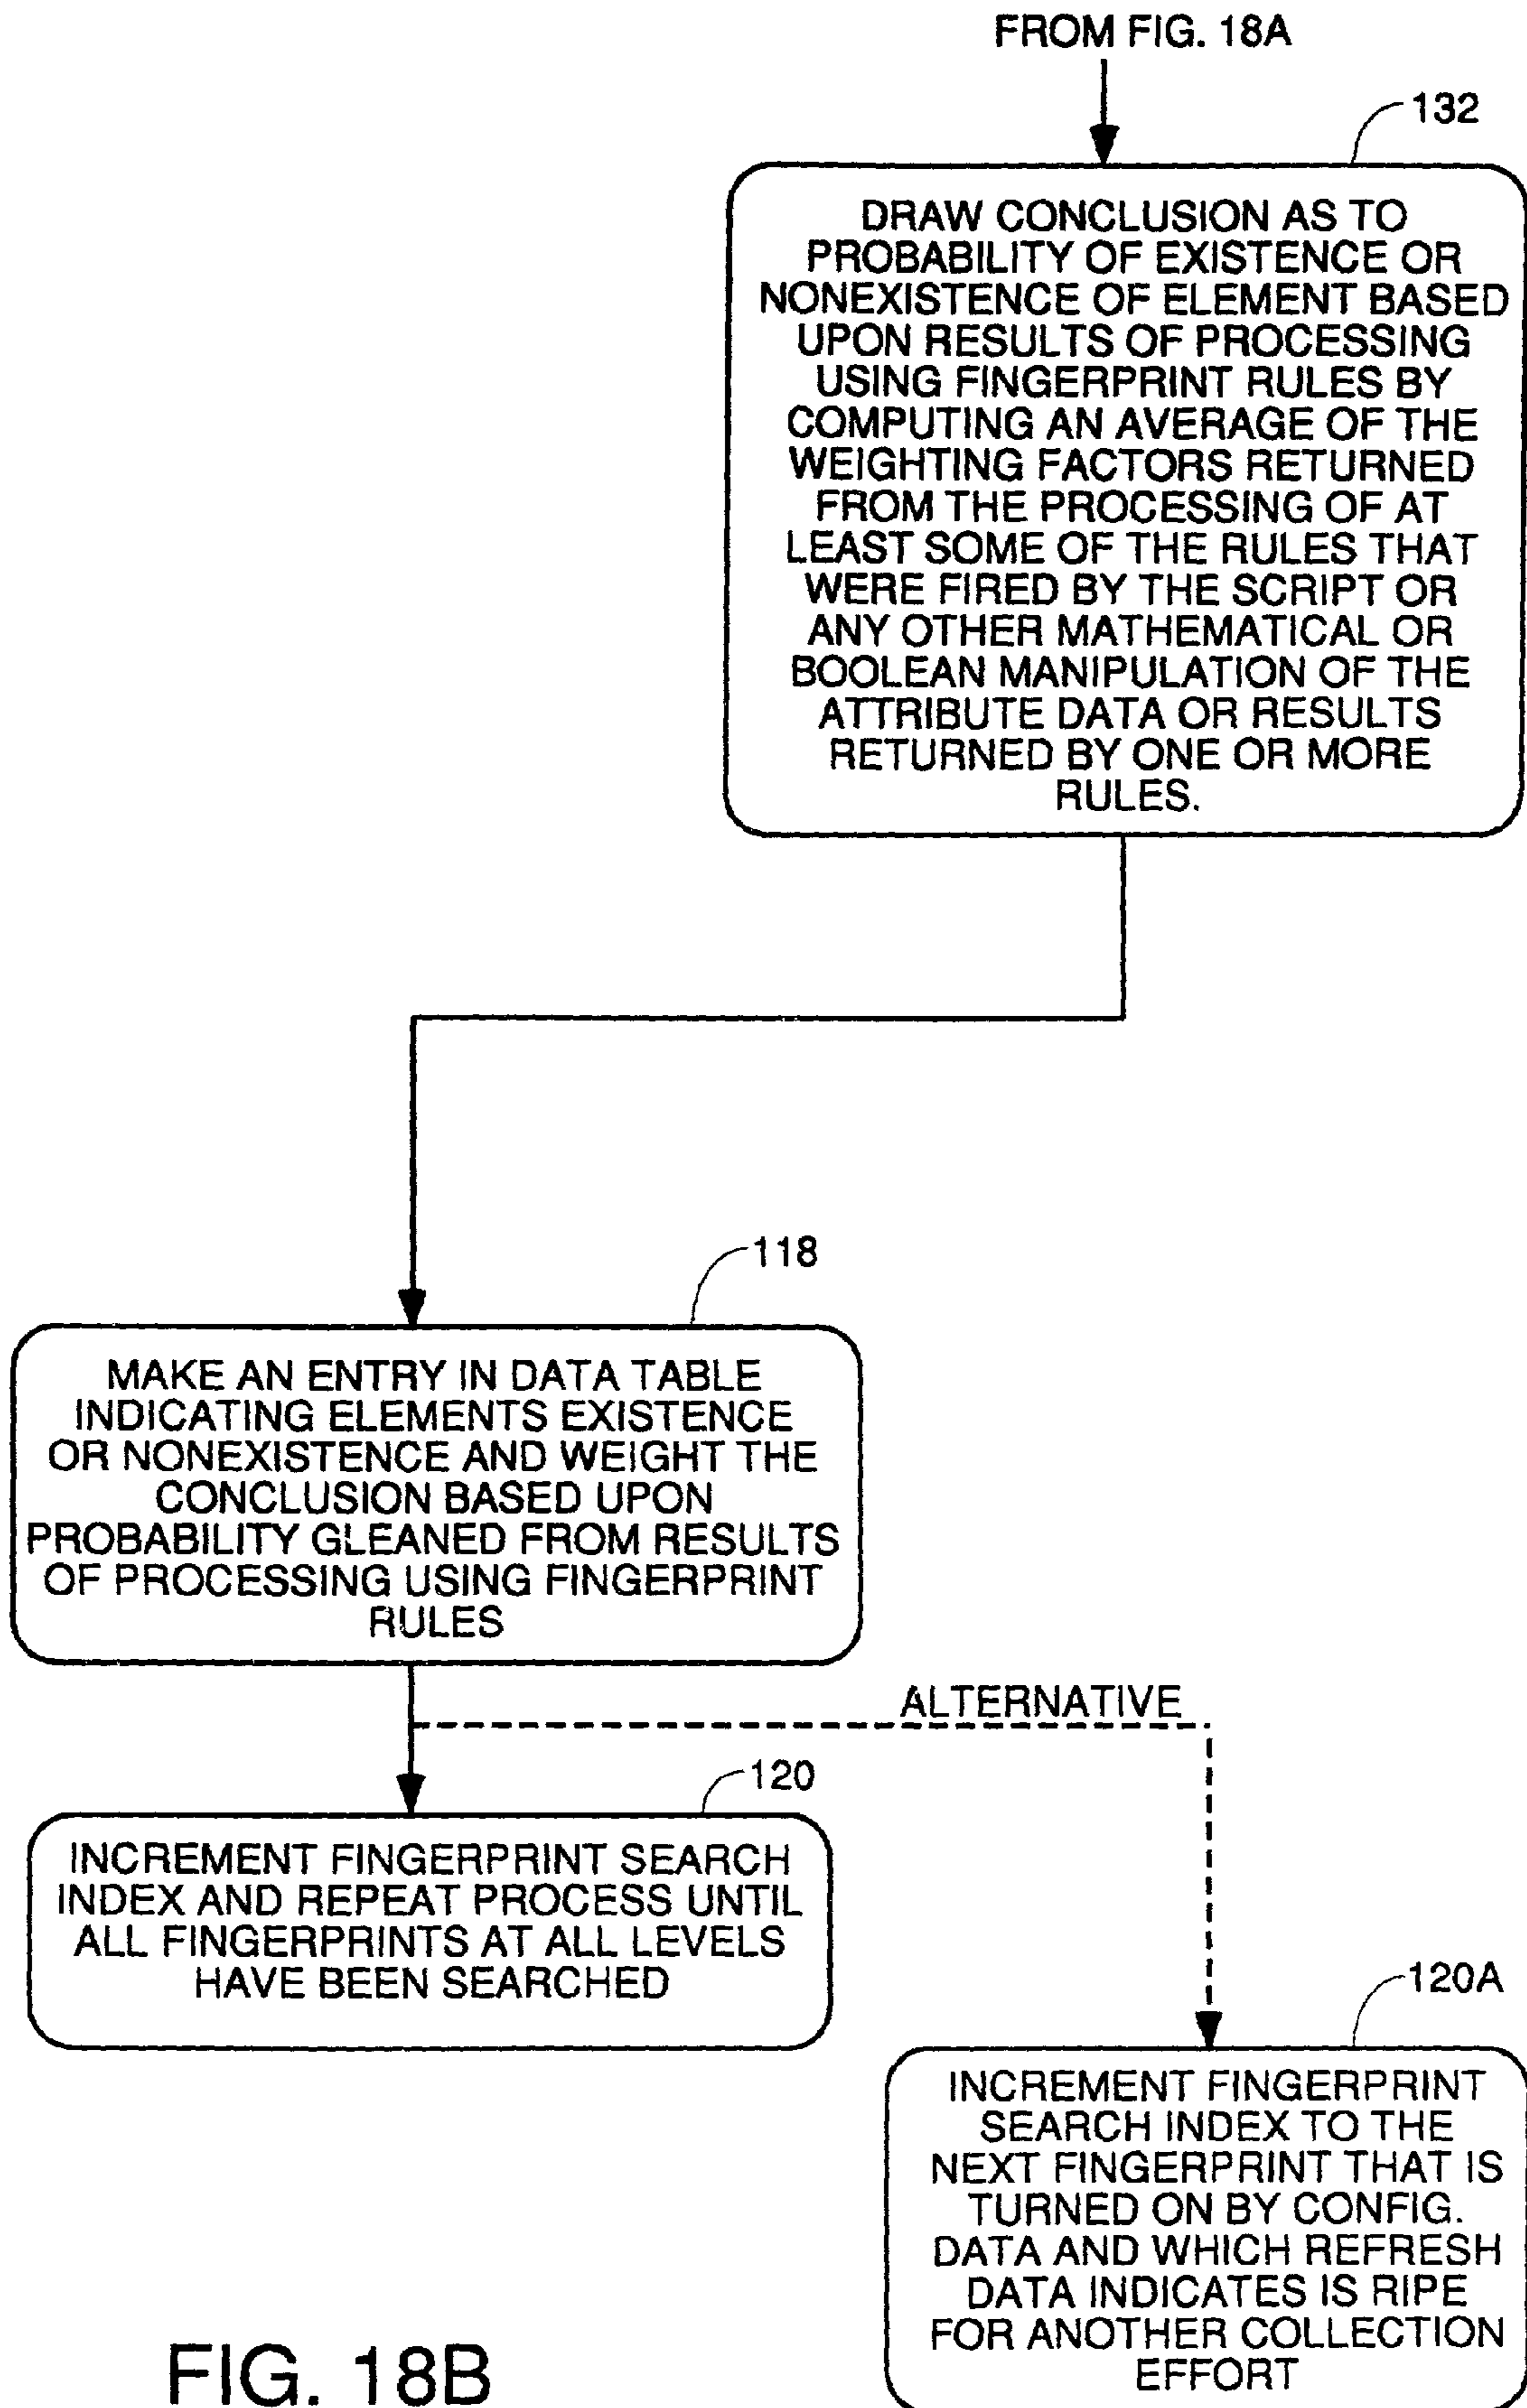 FROM FIG. 18A
132
DRAW CONCLUSION AS TO
PROBABILITY OF EXISTENCE OR
NONEXISTENCE OF ELEMENT BASED
UPON RESULTS OF PROCESSING
USING FINGERPRINT RULES BY
COMPUTING AN AVERAGE OF THE
WEIGHTING FACTORS RETURNED
FROM THE PROCESSING OF AT
LEAST SOME OF THE RULES THAT
WERE FIRED BY THE SCRIPT OR
ANY OTHER MATHEMATICAL OR
BOOLEAN MANIPULATION OF THE
ATTRIBUTE DATA OR RESULTS
RETURNED BY ONE OR MORE
RULES.
118
MAKE AN ENTRY IN DATA TABLE
INDICATING ELEMENTS EXISTENCE
OR NONEXISTENCE AND WEIGHT THE
CONCLUSION BASED UPON
PROBABILITY GLEANED FROM RESULTS
OF PROCESSING USING FINGERPRINT
RULES
ALTERNATIVE
120
INCREMENT FINGERPRINT SEARCH
INDEX AND REPEAT PROCESS UNTIL
ALL FINGERPRINTS AT ALL LEVELS
HAVE BEEN SEARCHED
120A
INCREMENT FINGERPRINT
SEARCH INDEX TO THE
NEXT FINGERPRINT THAT IS
TURNED ON BY CONFIG.
DATA AND WHICH REFRESH
DATA INDICATES IS RIPE
FOR ANOTHER COLLECTION
EFFORT
FIG. 18B